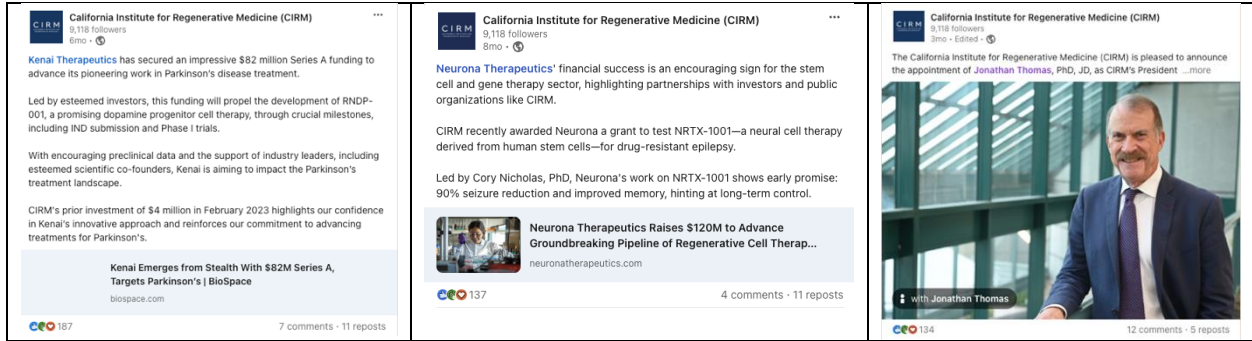 CIRM
California Institute for Regenerative Medicine (CIRM)
9,118 followers
6mo •
Kenai Therapeutics has secured an impressive $82 million Series A funding to
advance its pioneering work in Parkinson's disease treatment.
Led by esteemed investors, this funding will propel the development of RNDP-
001, a promising dopamine progenitor cell therapy, through crucial milestones,
including IND submission and Phase I trials.
With encouraging preclinical data and the support of industry leaders, including
esteemed scientific co-founders, Kenai is aiming to impact the Parkinson's
treatment landscape.
CIRM's prior investment of $4 million in February 2023 highlights our confidence
in Kenai's innovative approach and reinforces our commitment to advancing
treatments for Parkinson's.
Kenai Emerges from Stealth With $82M Series A,
Targets Parkinson's | BioSpace
biospace.com
187
7 comments · 11 reposts
CIRM
California Institute for Regenerative Medicine (CIRM)
9,118 followers
8mo •
Neurona Therapeutics' financial success is an encouraging sign for the stem
cell and gene therapy sector, highlighting partnerships with investors and public
organizations like CIRM.
CIRM recently awarded Neurona a grant to test NRTX-1001—a neural cell therapy
derived from human stem cells—for drug-resistant epilepsy.
Led by Cory Nicholas, PhD, Neurona's work on NRTX-1001 shows early promise:
90% seizure reduction and improved memory, hinting at long-term control.
Neurona Therapeutics Raises $120M to Advance
Groundbreaking Pipeline of Regenerative Cell Therap...
neuronatherapeutics.com
137
4 comments · 11 reposts
CIRM
California Institute for Regenerative Medicine (CIRM)
9,118 followers
3mo • Edited •
The California Institute for Regenerative Medicine (CIRM) is pleased to announce
the appointment of Jonathan Thomas, PhD, JD, as CIRM's President ...more
with Jonathan Thomas
134
12 comments · 5 reposts